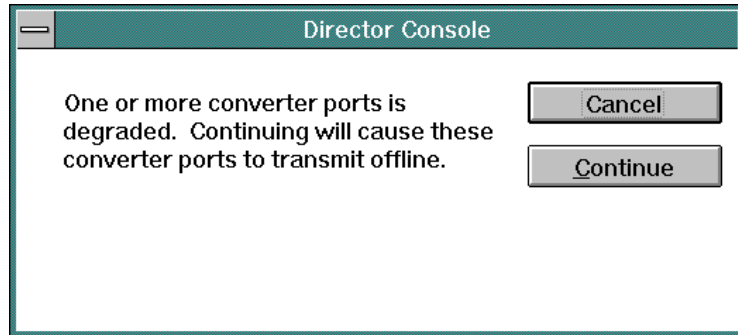 Director Console
One or more converter ports is
degraded.  Continuing will cause these
converter ports to transmit offline.
Cancel
Continue